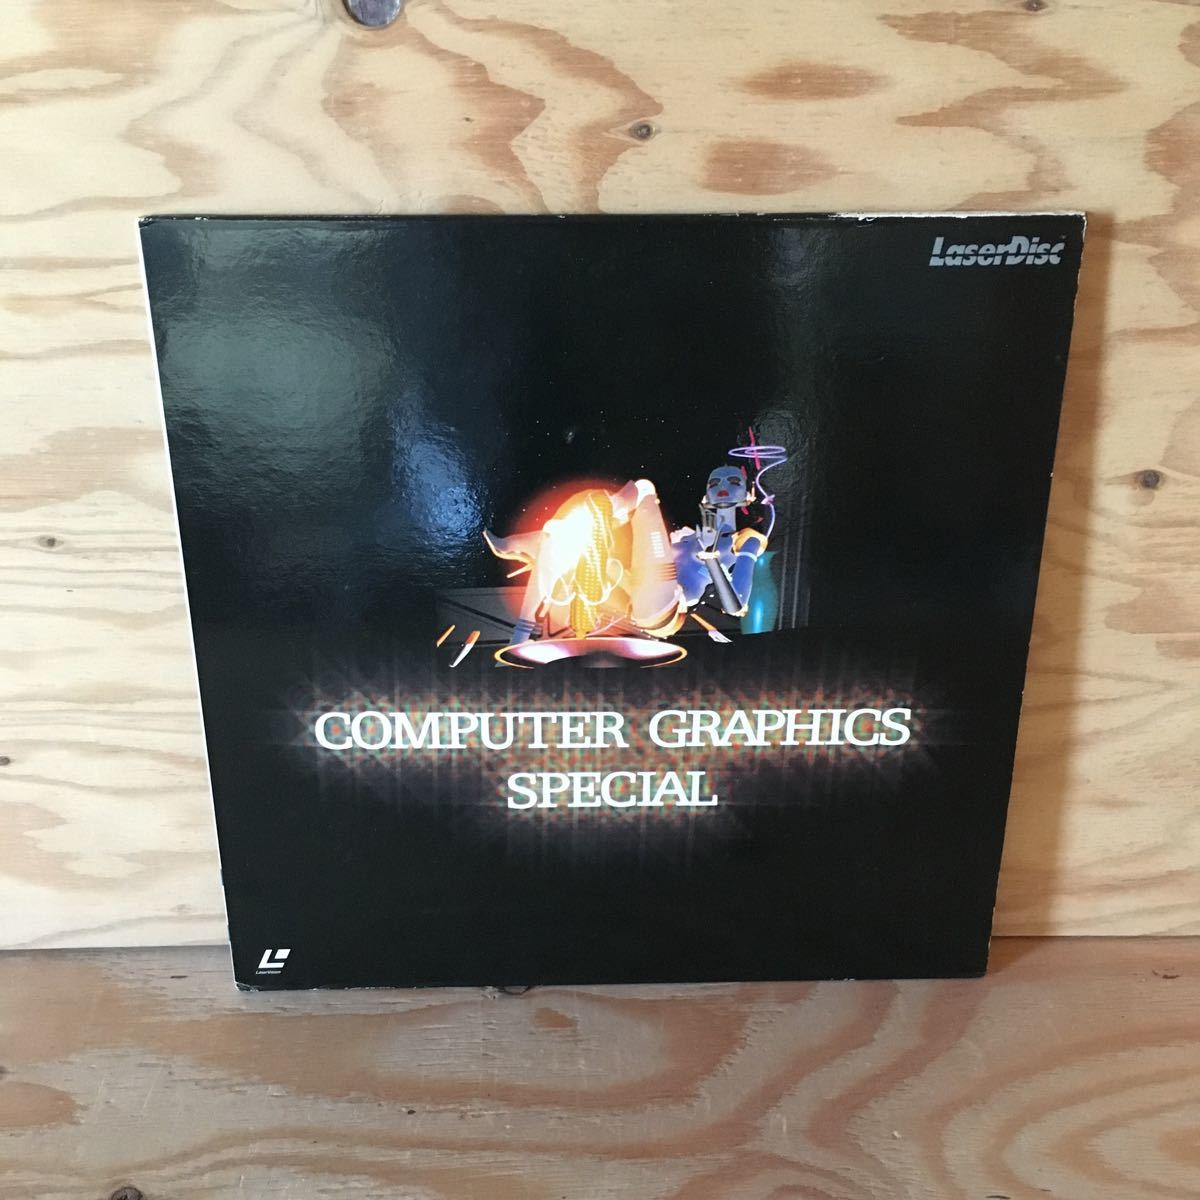 LaserDisc
COMPUTER GRAPHICS
SPECIAL
LaserVision